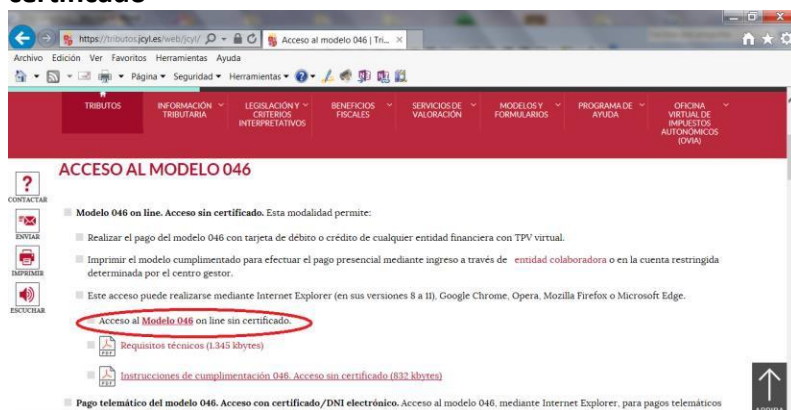 certificado
https://tributos.jcyl.es/web/jcyl/
Acceso al modelo 046 | Tri...
Archivo Edición Ver Favoritos Herramientas Ayuda
Página Seguridad Herramientas
TRIBUTOS
INFORMACIÓN TRIBUTARIA
LEGISLACIÓN Y CRITERIOS INTERPRETATIVOS
BENEFICIOS FISCALES
SERVICIOS DE VALORACIÓN
MODELOS Y FORMULARIOS
PROGRAMA DE AYUDA
OFICINA VIRTUAL DE IMPUESTOS AUTONÓMICOS (OVIA)
ACCESO AL MODELO 046
CONTACTAR
ENVIAR
IMPRIMIR
ESCUCHAR
Modelo 046 on line. Acceso sin certificado. Esta modalidad permite:
Realizar el pago del modelo 046 con tarjeta de débito o crédito de cualquier entidad financiera con TPV virtual.
Imprimir el modelo cumplimentado para efectuar el pago presencial mediante ingreso a través de entidad colaboradora o en la cuenta restringida
determinada por el centro gestor.
Este acceso puede realizarse mediante Internet Explorer (en sus versiones 8 a 11), Google Chrome, Opera, Mozilla Firefox o Microsoft Edge.
Acceso al Modelo 046 on line sin certificado.
PDF Requisitos técnicos (1.345 kbytes)
PDF Instrucciones de cumplimentación 046. Acceso sin certificado (832 kbytes)
Pago telemático del modelo 046. Acceso con certificado/DNI electrónico. Acceso al modelo 046, mediante Internet Explorer, para pagos telemáticos
ARRIBA